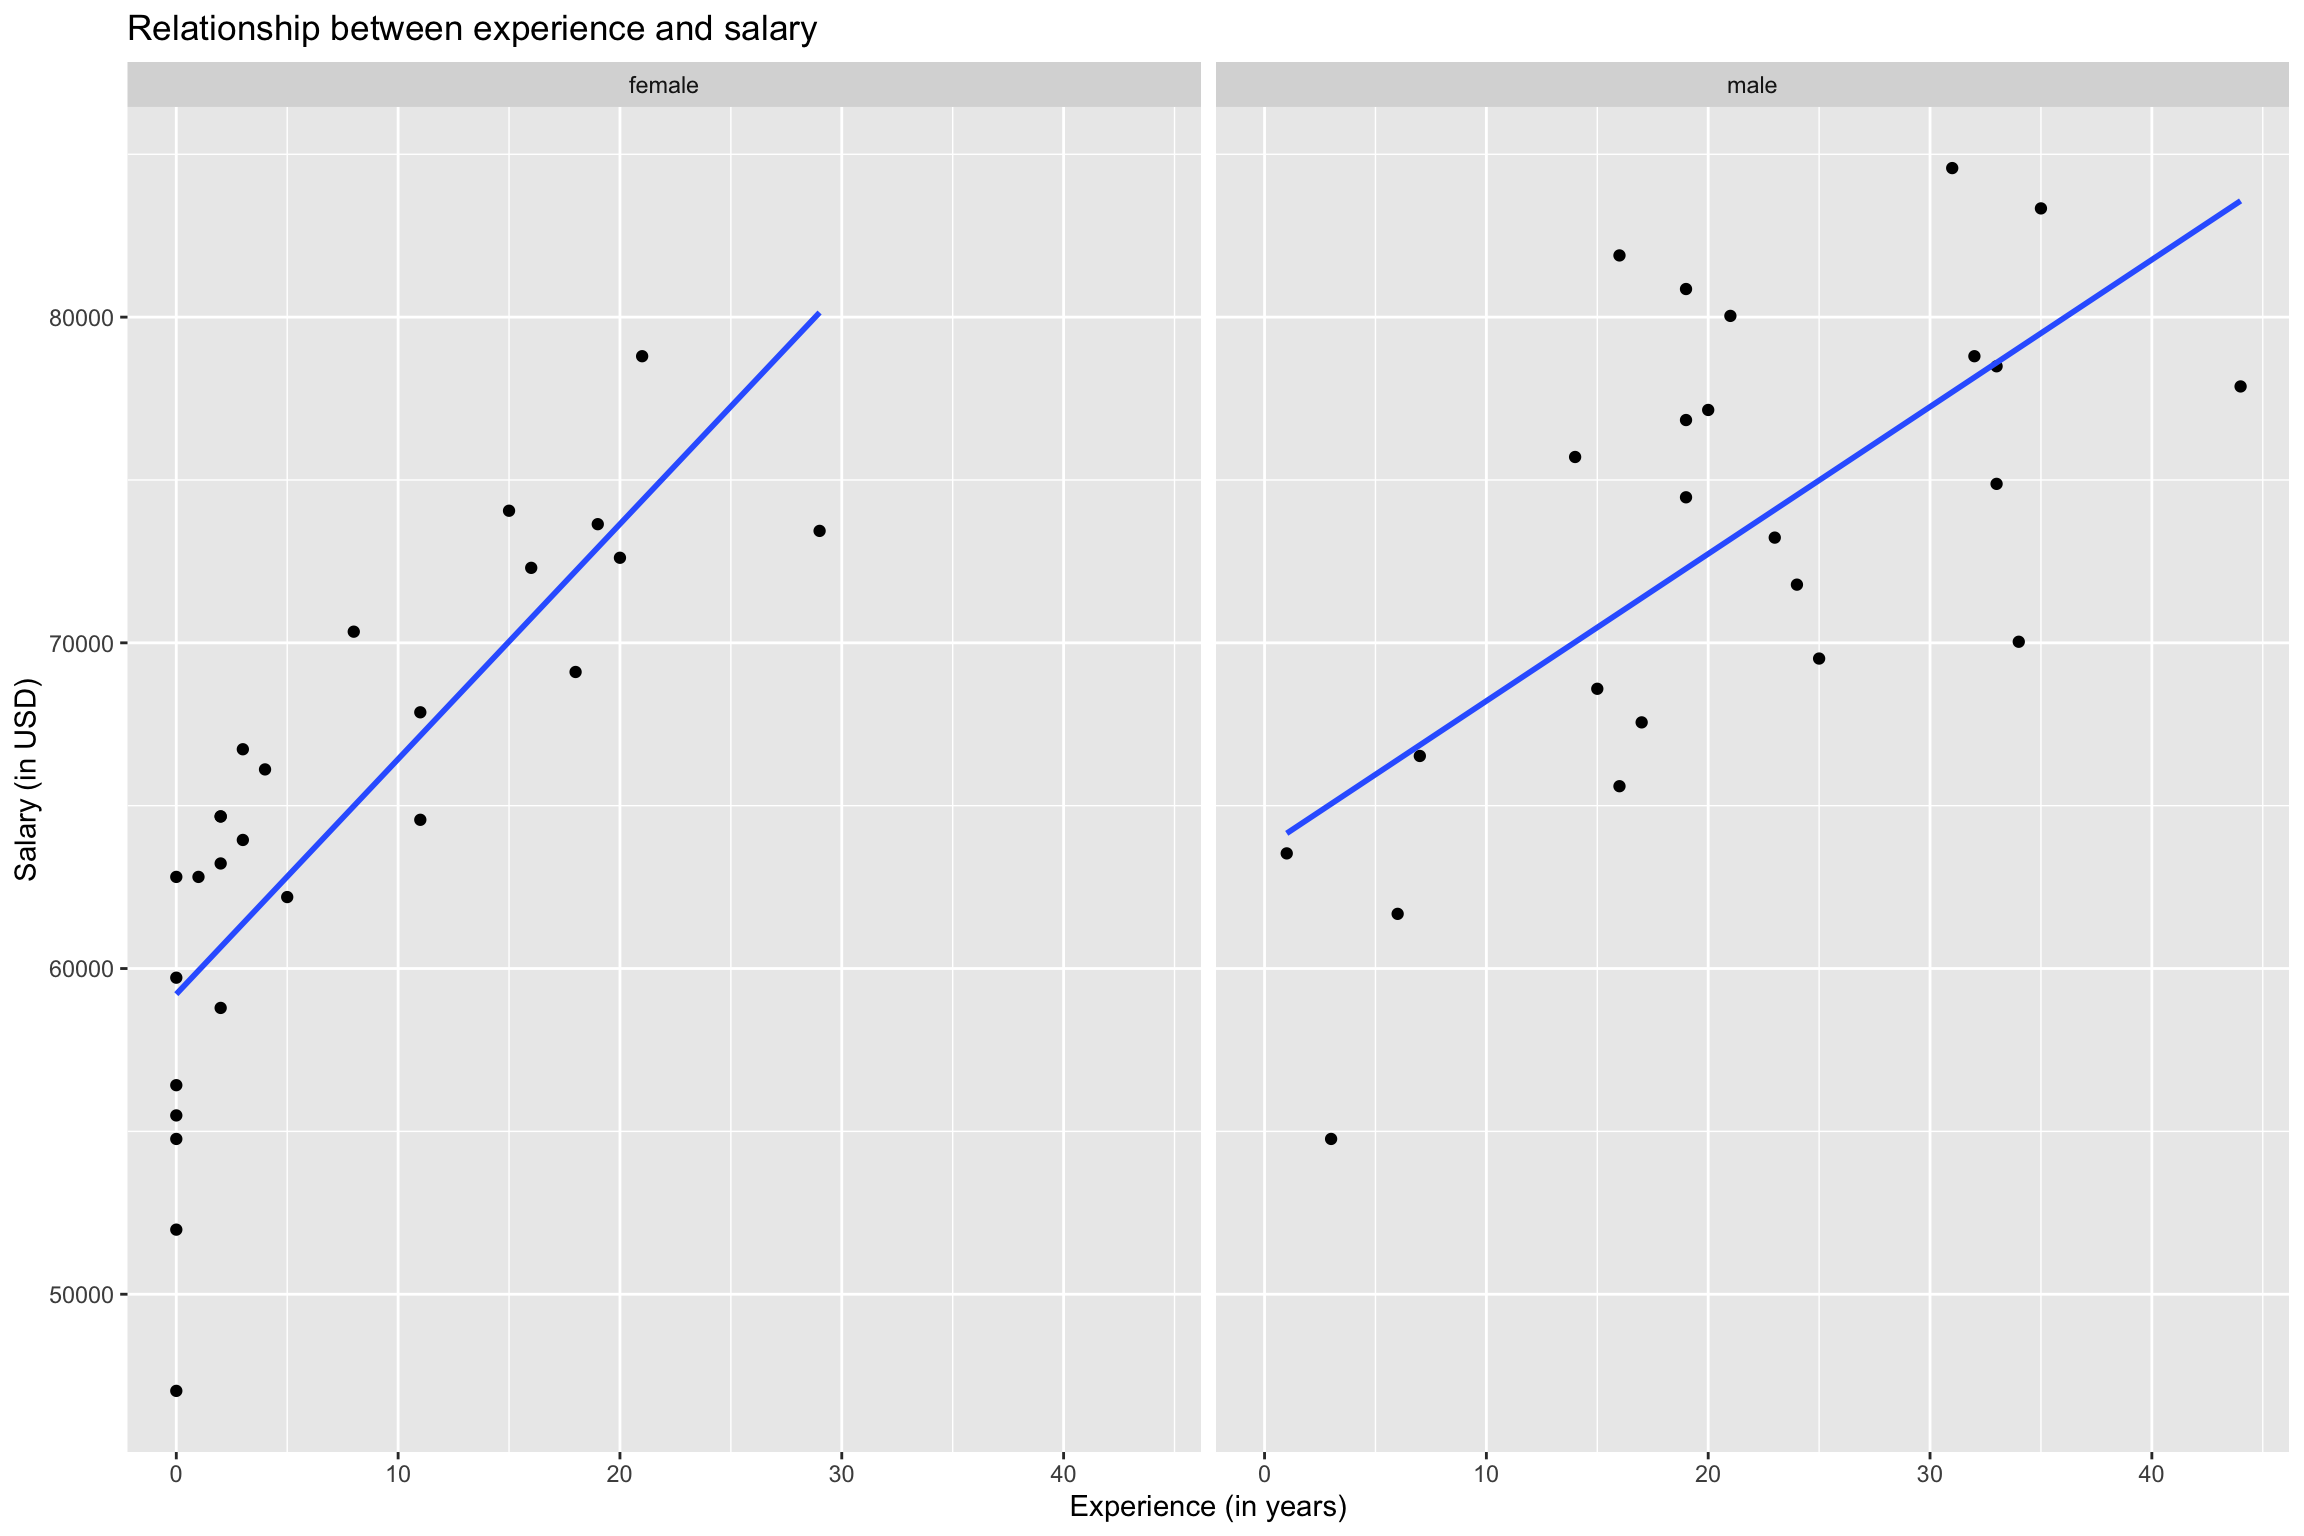 Relationship between experience and salary
female
male
80000
70000
60000
50000
Salary (in USD)
0 10 20 30 40
0 10 20 30 40
Experience (in years)